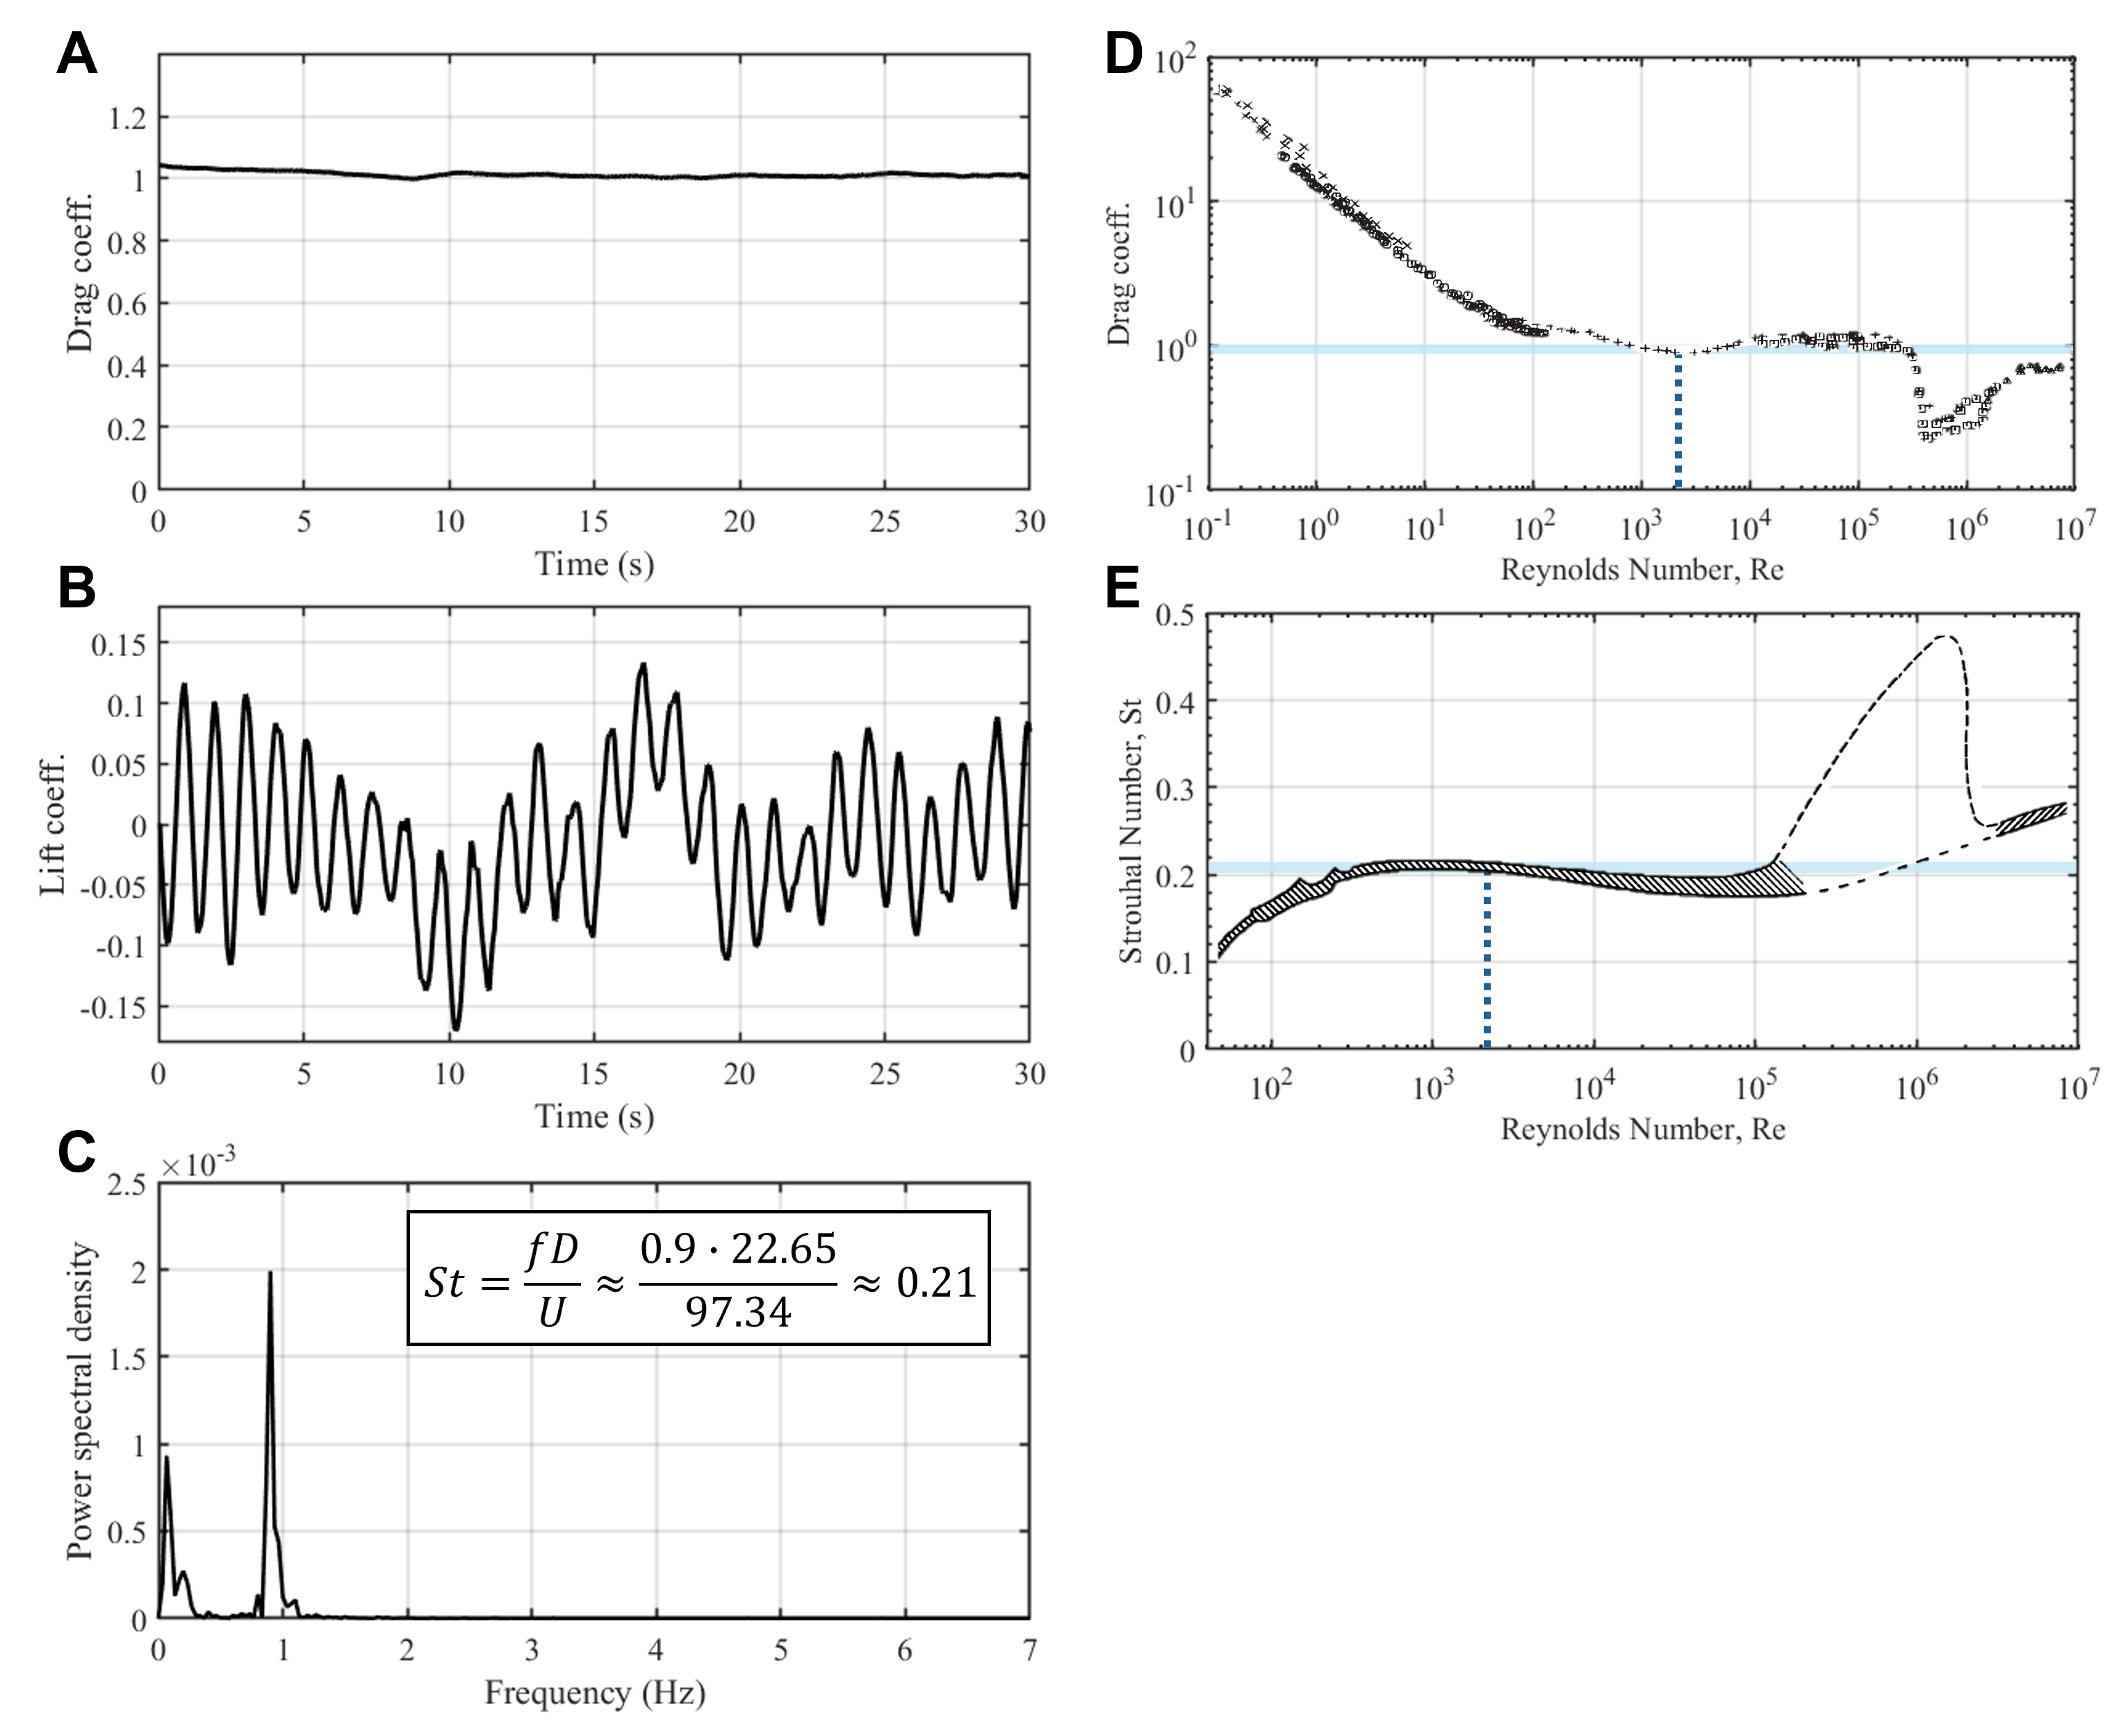 A
1.2
1
0.8
0.6
0.4
0.2
0
Drag coeff.
0 5 10 15 20 25 30
Time (s)
B
0.15
0.1
0.05
0
-0.05
-0.1
-0.15
Lift coeff.
0 5 10 15 20 25 30
Time (s)
C
×10⁻³
2.5
2
1.5
1
0.5
0
Power spectral density
St = fD/U ≈ 0.9 · 22.65/97.34 ≈ 0.21
0 1 2 3 4 5 6 7
Frequency (Hz)
D
10²
10¹
10⁰
10⁻¹
Drag coeff.
10⁻¹ 10⁰ 10¹ 10² 10³ 10⁴ 10⁵ 10⁶ 10⁷
Reynolds Number, Re
E
0.5
0.4
0.3
0.2
0.1
0
Strouhal Number, St
10² 10³ 10⁴ 10⁵ 10⁶ 10⁷
Reynolds Number, Re